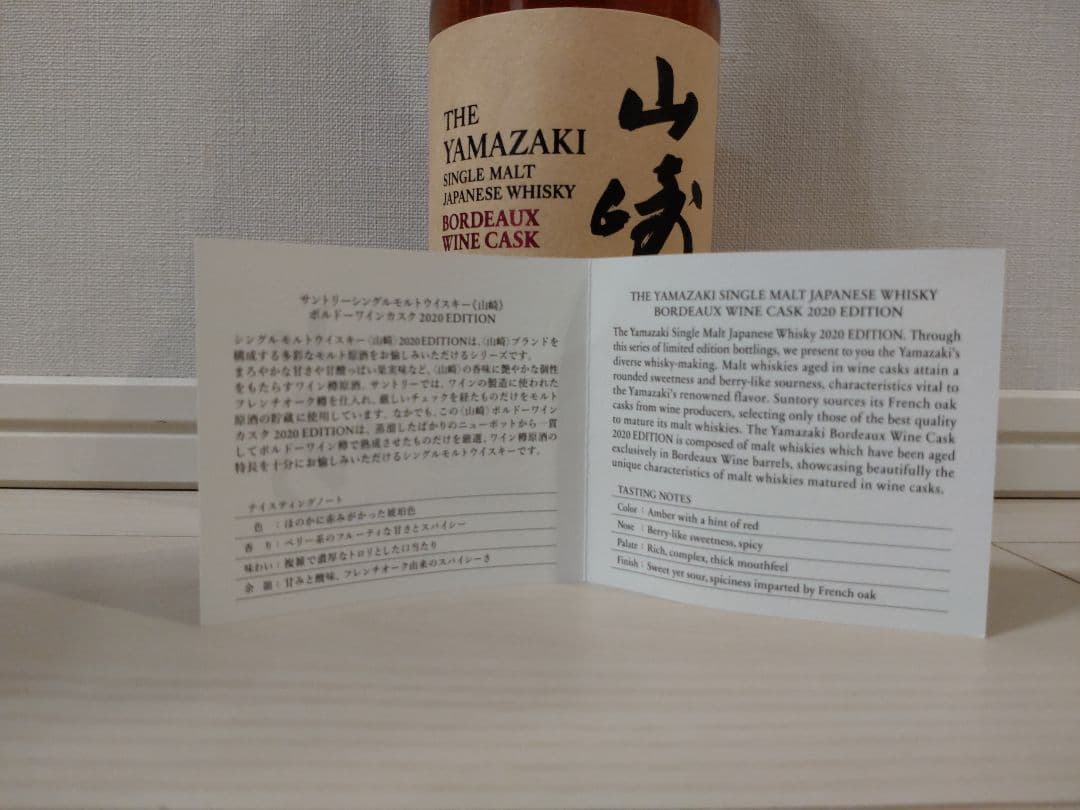 THE
YAMAZAKI
SINGLE MALT
JAPANESE WHISKY
BORDEAUX
WINE CASK
山崎
サントリーシングルモルトウイスキー《山崎》
ボルドーワインカスク 2020 EDITION
シングルモルトウイスキー〈山崎〉2020 EDITIONは、〈山崎〉ブランドを
構成する多彩なモルト原酒をお愉しみいただけるシリーズです。
まろやかな甘さや甘酸っぱい果実味など、〈山崎〉の香味に艶やかな個性
をもたらすワイン樽原酒。サントリーでは、ワインの製造に使われた
フレンチオーク樽を仕入れ、厳しいチェックを経たものだけをモルト
原酒の貯蔵に使用しています。なかでも、この〈山崎〉ボルドーワイン
カスク 2020 EDITIONは、蒸溜したばかりのニューポットから一貫
してボルドーワイン樽で熟成させたものだけを厳選。ワイン樽原酒の
特長を十分にお愉しみいただけるシングルモルトウイスキーです。
テイスティングノート
色 : ほのかに赤みがかった琥珀色
香り : ベリー系のフルーティな甘さとスパイシー
味わい : 複雑で濃厚なトロリとした口当たり
余韻 : 甘みと酸味、フレンチオーク由来のスパイシーさ
THE YAMAZAKI SINGLE MALT JAPANESE WHISKY
BORDEAUX WINE CASK 2020 EDITION
The Yamazaki Single Malt Japanese Whisky 2020 EDITION. Through
this series of limited edition bottlings, we present to you the Yamazaki's
diverse whisky-making. Malt whiskies aged in wine casks attain a
rounded sweetness and berry-like sourness, characteristics vital to
the Yamazaki's renowned flavor. Suntory sources its French oak
casks from wine producers, selecting only those of the best quality
to mature its malt whiskies. The Yamazaki Bordeaux Wine Cask
2020 EDITION is composed of malt whiskies which have been aged
exclusively in Bordeaux Wine barrels, showcasing beautifully the
unique characteristics of malt whiskies matured in wine casks.
TASTING NOTES
Color : Amber with a hint of red
Nose : Berry-like sweetness, spicy
Palate : Rich, complex, thick mouthfeel
Finish : Sweet yet sour, spiciness imparted by French oak